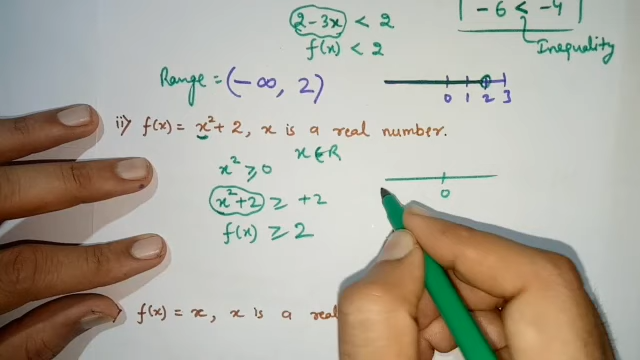 2 - 3x < 2
- 6 < - 4
f(x) < 2
Inequality
Range = (-∞, 2)
0 1 2 3
ii) f(x) = x² + 2, x is a real number.
x² ≥ 0 x ∈ R
x² + 2 ≥ +2
0
f(x) ≥ 2
f(x) = x, x is a real